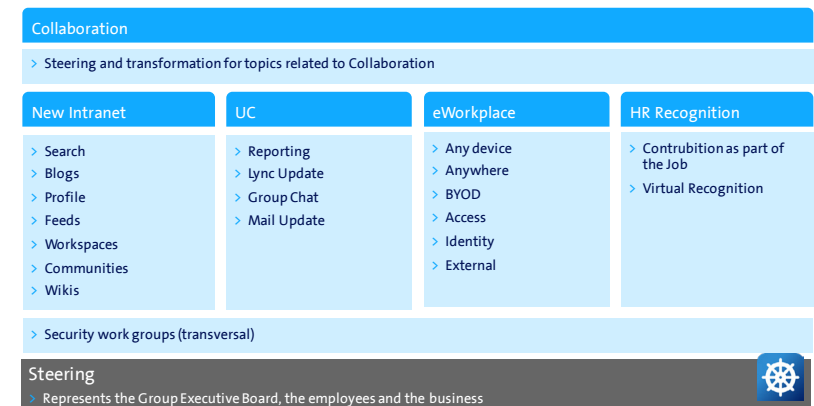 Collaboration
> Steering and transformation for topics related to Collaboration
New Intranet
> Search
> Blogs
> Profile
> Feeds
> Workspaces
> Communities
> Wikis
UC
> Reporting
> Lync Update
> Group Chat
> Mail Update
eWorkplace
> Any device
> Anywhere
> BYOD
> Access
> Identity
> External
HR Recognition
> Contrubition as part of
the Job
> Virtual Recognition
> Security work groups (transversal)
Steering
> Represents the Group Executive Board, the employees and the business